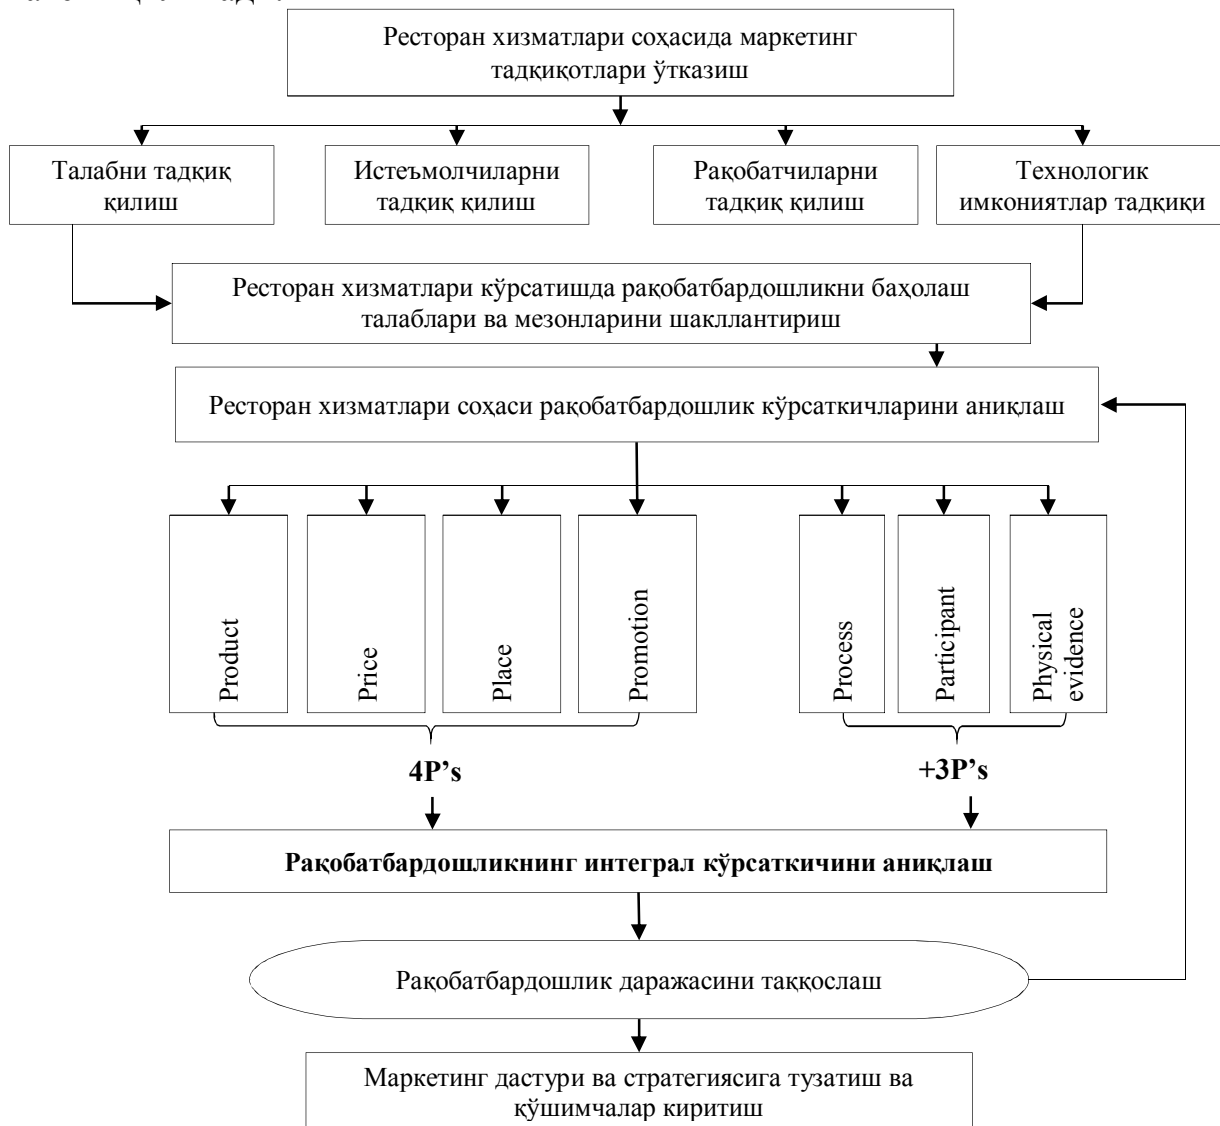 Ресторан хизматлари соҳасида маркетинг
тадқиқотлари ўтказиш
Талабни тадқиқ
қилиш
Истеъмолчиларни
тадқиқ қилиш
Рақобатчиларни
тадқиқ қилиш
Технологик
имкониятлар тадқиқи
Ресторан хизматлари кўрсатишда рақобатбардошликни баҳолаш
талаблари ва мезонларини шакллантириш
Ресторан хизматлари соҳаси рақобатбардошлик кўрсаткичларини аниқлаш
Product
Price
Place
Promotion
Process
Participant
Physical
evidence
4P’s
+3P’s
Рақобатбардошликнинг интеграл кўрсаткичини аниқлаш
Рақобатбардошлик даражасини таққослаш
Маркетинг дастури ва стратегиясига тузатиш ва
қўшимчалар киритиш